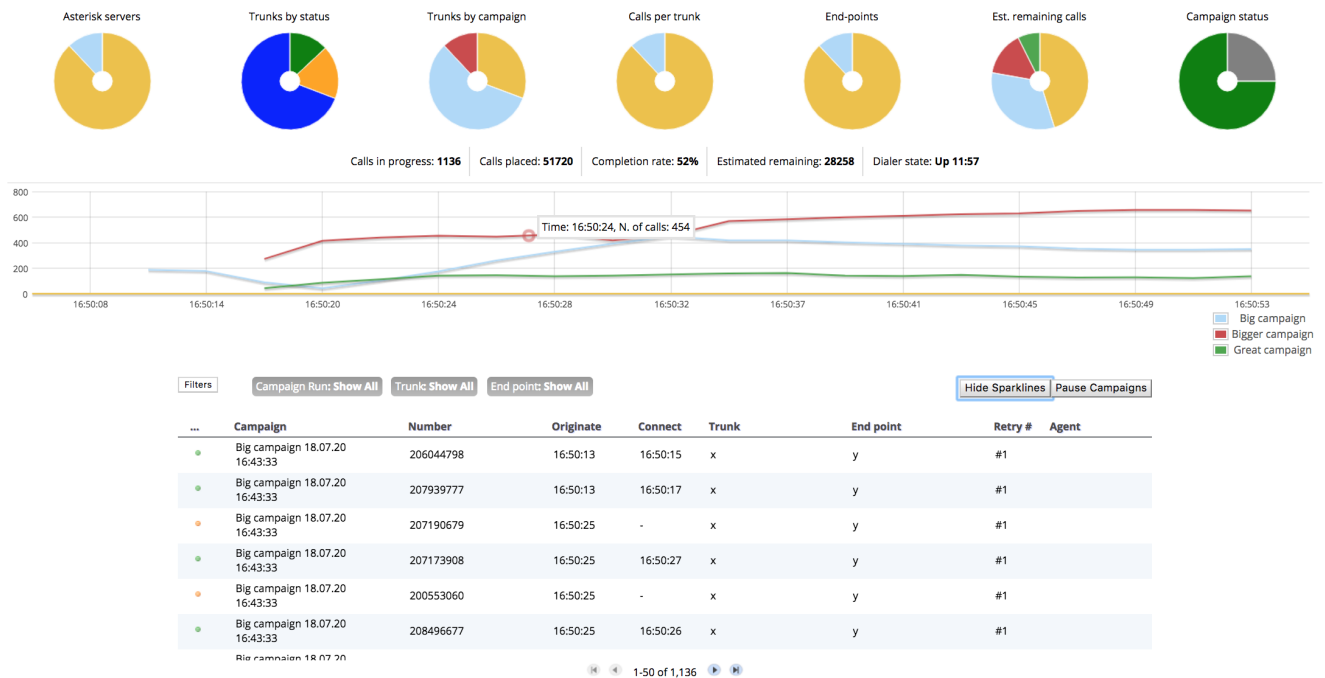 Asterisk servers Trunks by status Trunks by campaign Calls per trunk End-points Est. remaining calls Campaign status
Calls in progress: 1136 Calls placed: 51720 Completion rate: 52% Estimated remaining: 28258 Dialer state: Up 11:57
800
600
Time: 16:50:24, N. of calls: 454
400
200
0
16:50:08 16:50:14 16:50:20 16:50:24 16:50:28 16:50:32 16:50:37 16:50:41 16:50:45 16:50:49 16:50:53
Big campaign
Bigger campaign
Great campaign
Filters Campaign Run: Show All Trunk: Show All End point: Show All Hide Sparklines Pause Campaigns
... Campaign Number Originate Connect Trunk End point Retry # Agent
Big campaign 18.07.20
16:43:33 206044798 16:50:13 16:50:15 x y #1
Big campaign 18.07.20
16:43:33 207939777 16:50:13 16:50:17 x y #1
Big campaign 18.07.20
16:43:33 207190679 16:50:25 - x y #1
Big campaign 18.07.20
16:43:33 207173908 16:50:25 16:50:27 x y #1
Big campaign 18.07.20
16:43:33 200553060 16:50:25 - x y #1
Big campaign 18.07.20
16:43:33 208496677 16:50:25 16:50:26 x y #1
Big campaign 18.07.20
1-50 of 1,136